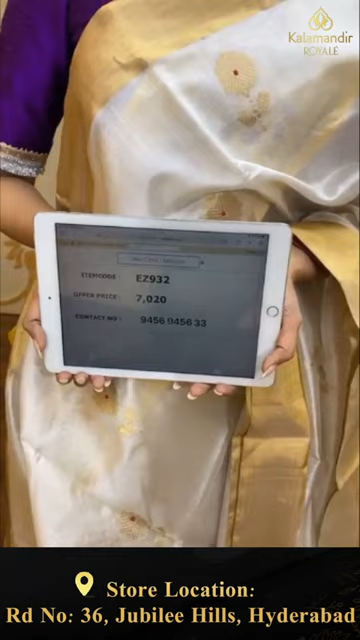 Kalamandir
ROYALE
ITEMCODE : EZ932
OFFER PRICE : 7,020
CONTACT NO : 9456 9456 33
Store Location:
Rd No: 36, Jubilee Hills, Hyderabad